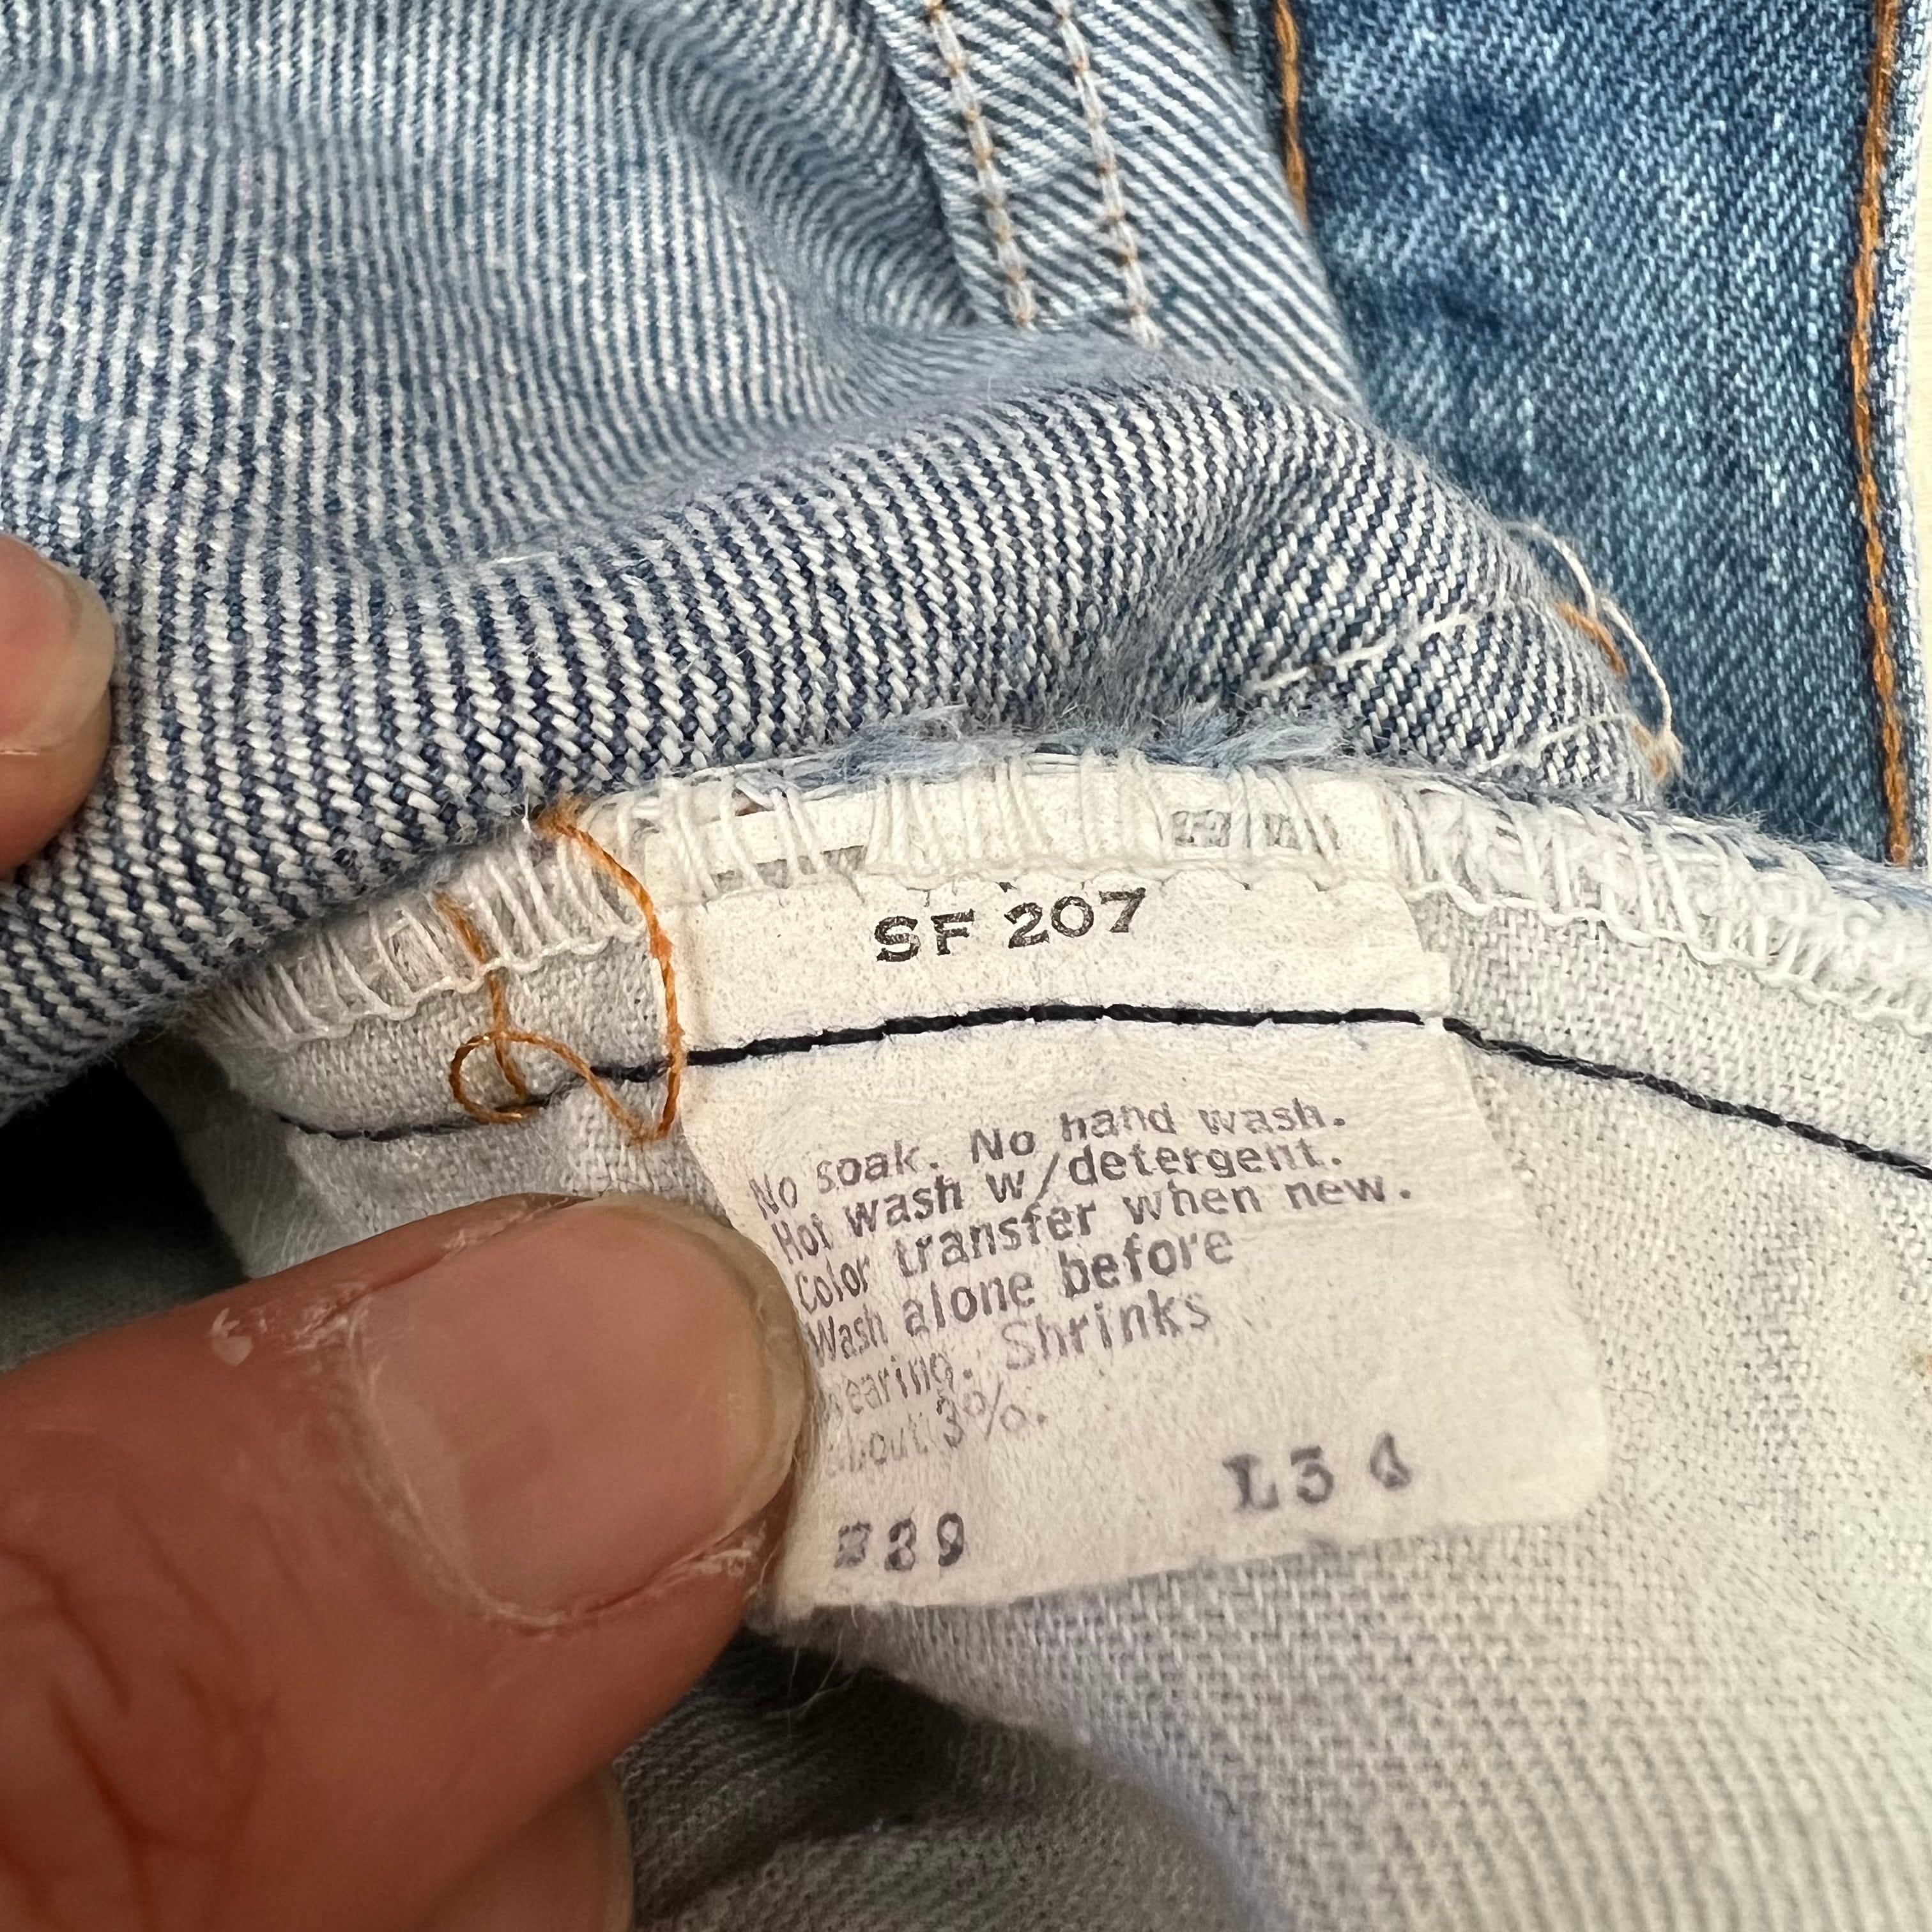 SF 207
No soak. No hand wash.
Hot wash w/detergent.
Color transfer when new.
Wash alone before
wearing. Shrinks
about 3%.
L34